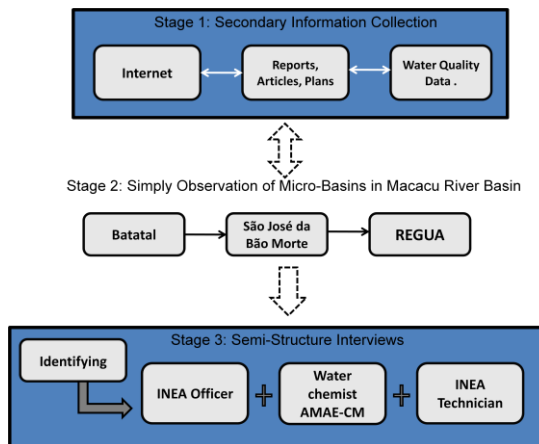 Stage 1: Secondary Information Collection
Internet
Reports,
Articles, Plans
Water Quality
Data .
Stage 2: Simply Observation of Micro-Basins in Macacu River Basin
Batatal
São José da
Bão Morte
REGUA
Stage 3: Semi-Structure Interviews
Identifying
INEA Officer
+
Water
chemist
AMAE-CM
+
INEA
Technician